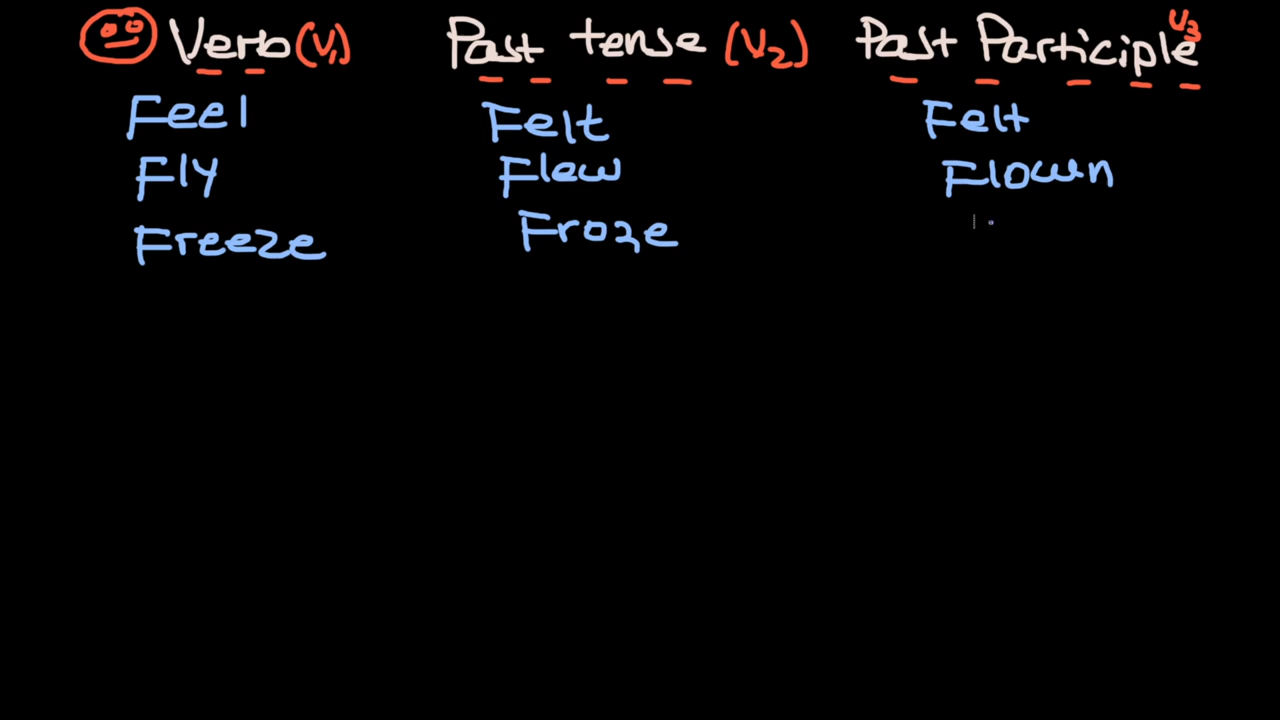 Verb (V1) Past tense (V2) Past Participle V3
Feel Felt Felt
Fly Flew Flown
Freeze Froze